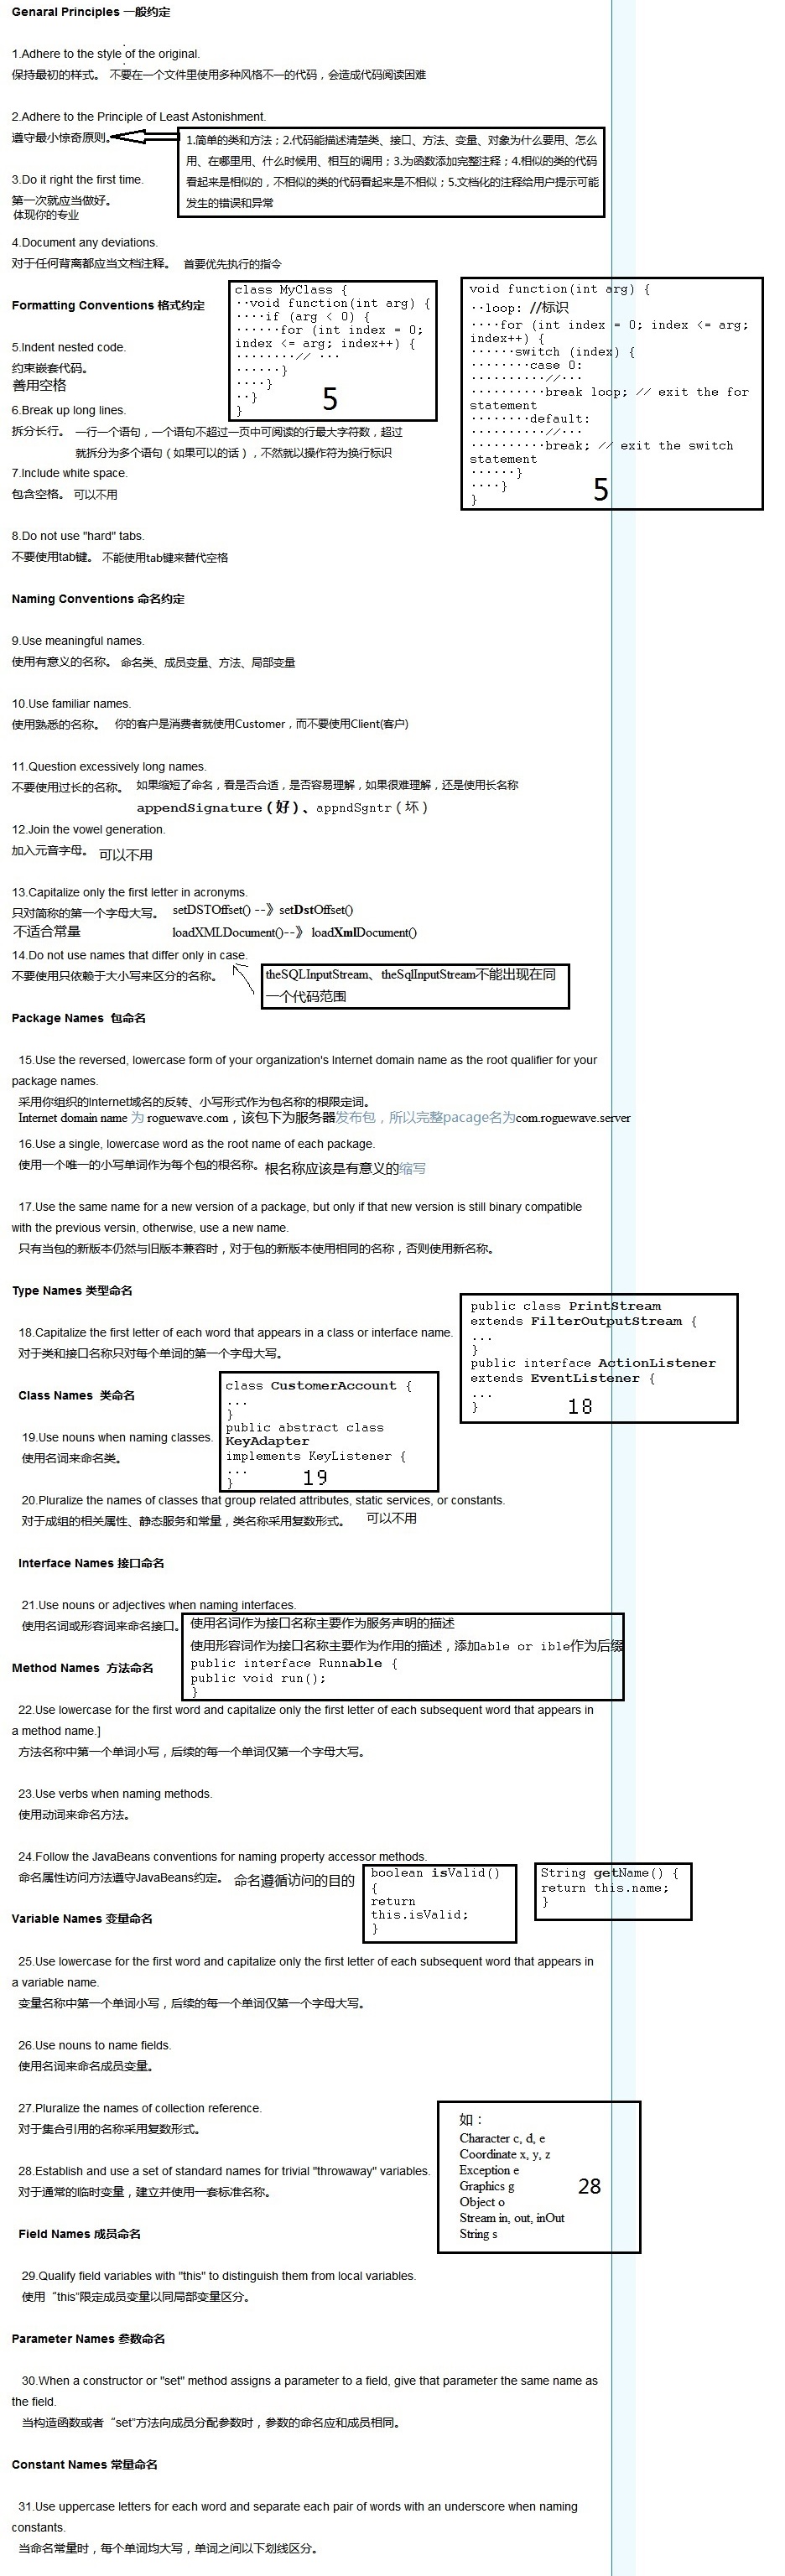 Genaral Principles 一般约定
1.Adhere to the style of the original.
保持最初的样式。 不要在一个文件里使用多种风格不一的代码，会造成代码阅读困难
2.Adhere to the Principle of Least Astonishment.
遵守最小惊奇原则。
1.简单的类和方法；2.代码能描述清楚类、接口、方法、变量、对象为什么要用、怎么
用、在哪里用、什么时候用、相互的调用；3.为函数添加完整注释；4.相似的类的代码
看起来是相似的，不相似的类的代码看起来是不相似；5.文档化的注释给用户提示可能
发生的错误和异常
3.Do it right the first time.
第一次就应当做好。
体现你的专业
4.Document any deviations.
对于任何背离都应当文档注释。 首要优先执行的指令
Formatting Conventions 格式约定
class MyClass {
··void function(int arg) {
····if (arg < 0) {
······for (int index = 0;
index <= arg; index++) {
········// ···
······}
····}
··}
}
5
void function(int arg) {
··loop: //标识
····for (int index = 0; index <= arg;
index++) {
······switch (index) {
········case 0:
··········//···
··········break loop; // exit the for
statement
········default:
··········//···
··········break; // exit the switch
statement
······}
····}
}
5
5.Indent nested code.
约束嵌套代码。
善用空格
6.Break up long lines.
拆分长行。 一行一个语句，一个语句不超过一页中可阅读的行最大字符数，超过
就拆分为多个语句（如果可以的话），不然就以操作符为换行标识
7.Include white space.
包含空格。 可以不用
8.Do not use "hard" tabs.
不要使用tab键。 不能使用tab键来替代空格
Naming Conventions 命名约定
9.Use meaningful names.
使用有意义的名称。 命名类、成员变量、方法、局部变量
10.Use familiar names.
使用熟悉的名称。 你的客户是消费者就使用Customer，而不要使用Client(客户)
11.Question excessively long names.
不要使用过长的名称。 如果缩短了命名，看是否合适，是否容易理解，如果很难理解，还是使用长名称
appendSignature（好）、appndSgntr（坏）
12.Join the vowel generation.
加入元音字母。 可以不用
13.Capitalize only the first letter in acronyms.
只对简称的第一个字母大写。 setDSTOffset() --》 setDstOffset()
不适合常量 loadXMLDocument()--》 loadXmlDocument()
14.Do not use names that differ only in case.
不要使用只依赖于大小写来区分的名称。
theSQLInputStream、theSqlInputStream不能出现在同
一个代码范围
Package Names 包命名
15.Use the reversed, lowercase form of your organization's Internet domain name as the root qualifier for your
package names.
采用你组织的Internet域名的反转、小写形式作为包名称的根限定词。
Internet domain name 为 roguewave.com，该包下为服务器发布包，所以完整pacage名为com.roguewave.server
16.Use a single, lowercase word as the root name of each package.
使用一个唯一的小写单词作为每个包的根名称。根名称应该是有意义的缩写
17.Use the same name for a new version of a package, but only if that new version is still binary compatible
with the previous versin, otherwise, use a new name.
只有当包的新版本仍然与旧版本兼容时，对于包的新版本使用相同的名称，否则使用新名称。
Type Names 类型命名
18.Capitalize the first letter of each word that appears in a class or interface name.
对于类和接口名称只对每个单词的第一个字母大写。
public class PrintStream
extends FilterOutputStream {
...
}
public interface ActionListener
extends EventListener {
...
}
18
Class Names 类命名
19.Use nouns when naming classes.
使用名词来命名类。
class CustomerAccount {
...
}
public abstract class
KeyAdapter
implements KeyListener {
...
}
19
20.Pluralize the names of classes that group related attributes, static services, or constants.
对于成组的相关属性、静态服务和常量，类名称采用复数形式。 可以不用
Interface Names 接口命名
21.Use nouns or adjectives when naming interfaces.
使用名词或形容词来命名接口。
使用名词作为接口名称主要作为服务声明的描述
使用形容词作为接口名称主要作为作用的描述，添加able or ible作为后缀
public interface Runnable {
public void run();
}
Method Names 方法命名
22.Use lowercase for the first word and capitalize only the first letter of each subsequent word that appears in
a method name.]
方法名称中第一个单词小写，后续的每一个单词仅第一个字母大写。
23.Use verbs when naming methods.
使用动词来命名方法。
24.Follow the JavaBeans conventions for naming property accessor methods.
命名属性访问方法遵守JavaBeans约定。 命名遵循访问的目的
boolean isValid()
{
return
this.isValid;
}
String getName() {
return this.name;
}
Variable Names 变量命名
25.Use lowercase for the first word and capitalize only the first letter of each subsequent word that appears in
a variable name.
变量名称中第一个单词小写，后续的每一个单词仅第一个字母大写。
26.Use nouns to name fields.
使用名词来命名成员变量。
27.Pluralize the names of collection reference.
对于集合引用的名称采用复数形式。
28.Establish and use a set of standard names for trivial "throwaway" variables.
对于通常的临时变量，建立并使用一套标准名称。
如：
Character c, d, e
Coordinate x, y, z
Exception e
Graphics g
Object o
Stream in, out, inOut
String s
28
Field Names 成员命名
29.Qualify field variables with "this" to distinguish them from local variables.
使用“this”限定成员变量以同局部变量区分。
Parameter Names 参数命名
30.When a constructor or "set" method assigns a parameter to a field, give that parameter the same name as
the field.
当构造函数或者“set”方法向成员分配参数时，参数的命名应和成员相同。
Constant Names 常量命名
31.Use uppercase letters for each word and separate each pair of words with an underscore when naming
constants.
当命名常量时，每个单词均大写，单词之间以下划线区分。